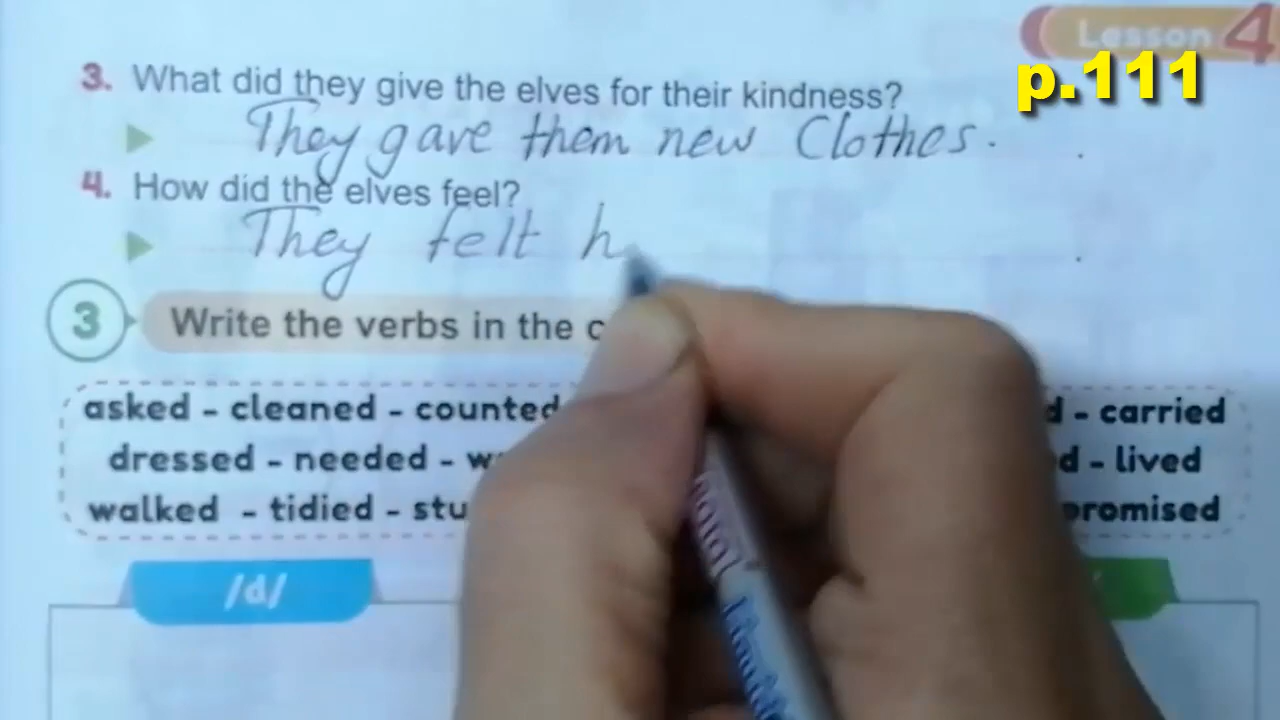 Lesson 4
p.111
3. What did they give the elves for their kindness?
They gave them new Clothes.
4. How did the elves feel?
They felt h
3 Write the verbs in the c
asked - cleaned - counted d - carried
dressed - needed - w d - lived
walked - tidied - stu promised
/d/